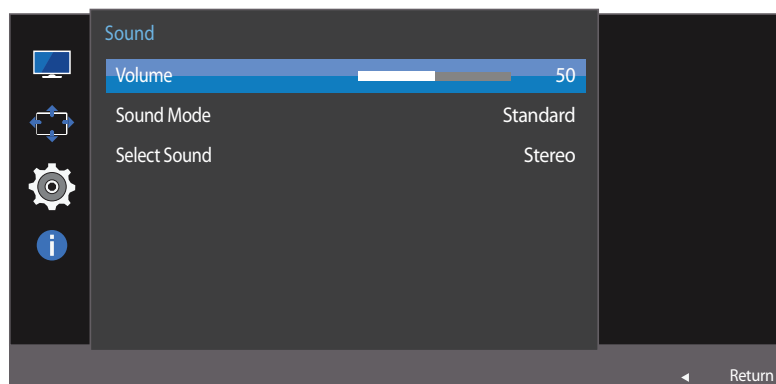 Sound
Volume 50
Sound Mode Standard
Select Sound Stereo
Return